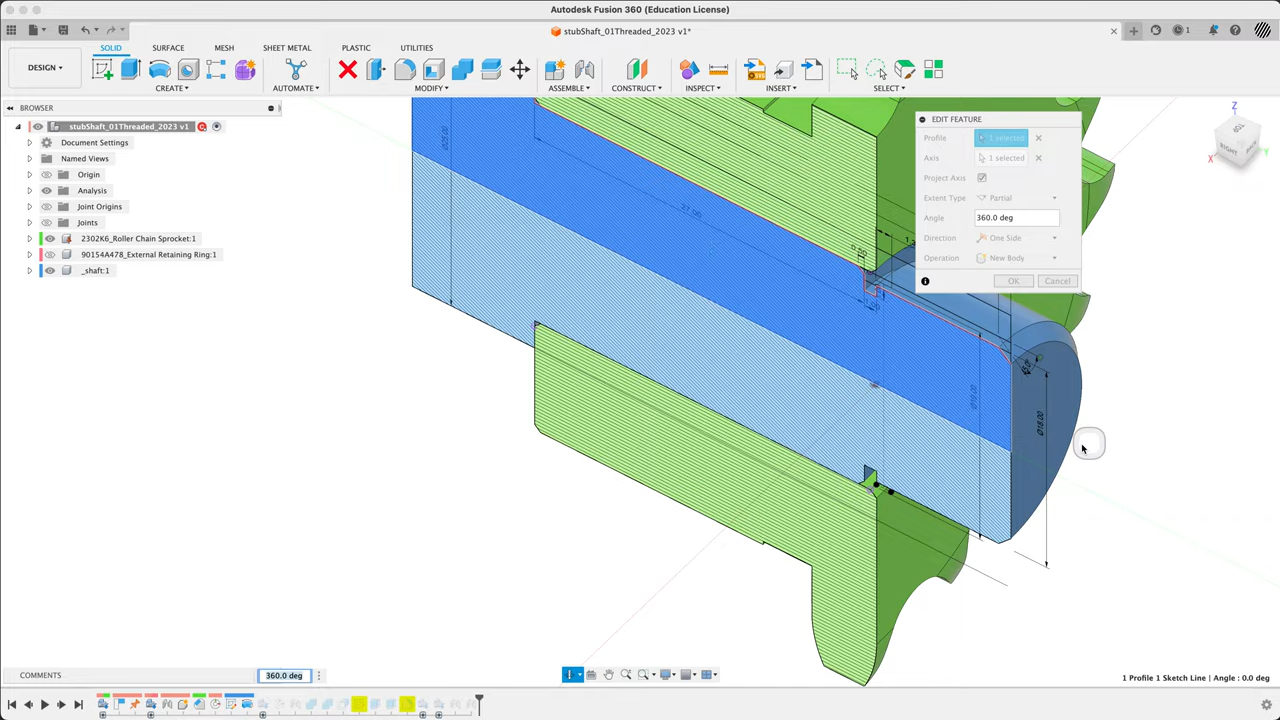 Autodesk Fusion 360 (Education License)
stubShaft_01Threaded_2023 v1*
1
DESIGN
SOLID
SURFACE
MESH
SHEET METAL
PLASTIC
UTILITIES
CREATE
AUTOMATE
MODIFY
ASSEMBLE
CONSTRUCT
INSPECT
INSERT
SELECT
BROWSER
stubShaft_01Threaded_2023 v1
Document Settings
Named Views
Origin
Analysis
Joint Origins
Joints
2302K6_Roller Chain Sprocket:1
90154A478_External Retaining Ring:1
_shaft:1
EDIT FEATURE
Profile
1 selected
Axis
1 selected
Project Axis
Extent Type
Partial
Angle
360.0 deg
Direction
One Side
Operation
New Body
OK
Cancel
Z
X
Y
RIGHT
Ø18.00
COMMENTS
360.0 deg
1 Profile 1 Sketch Line | Angle : 0.0 deg